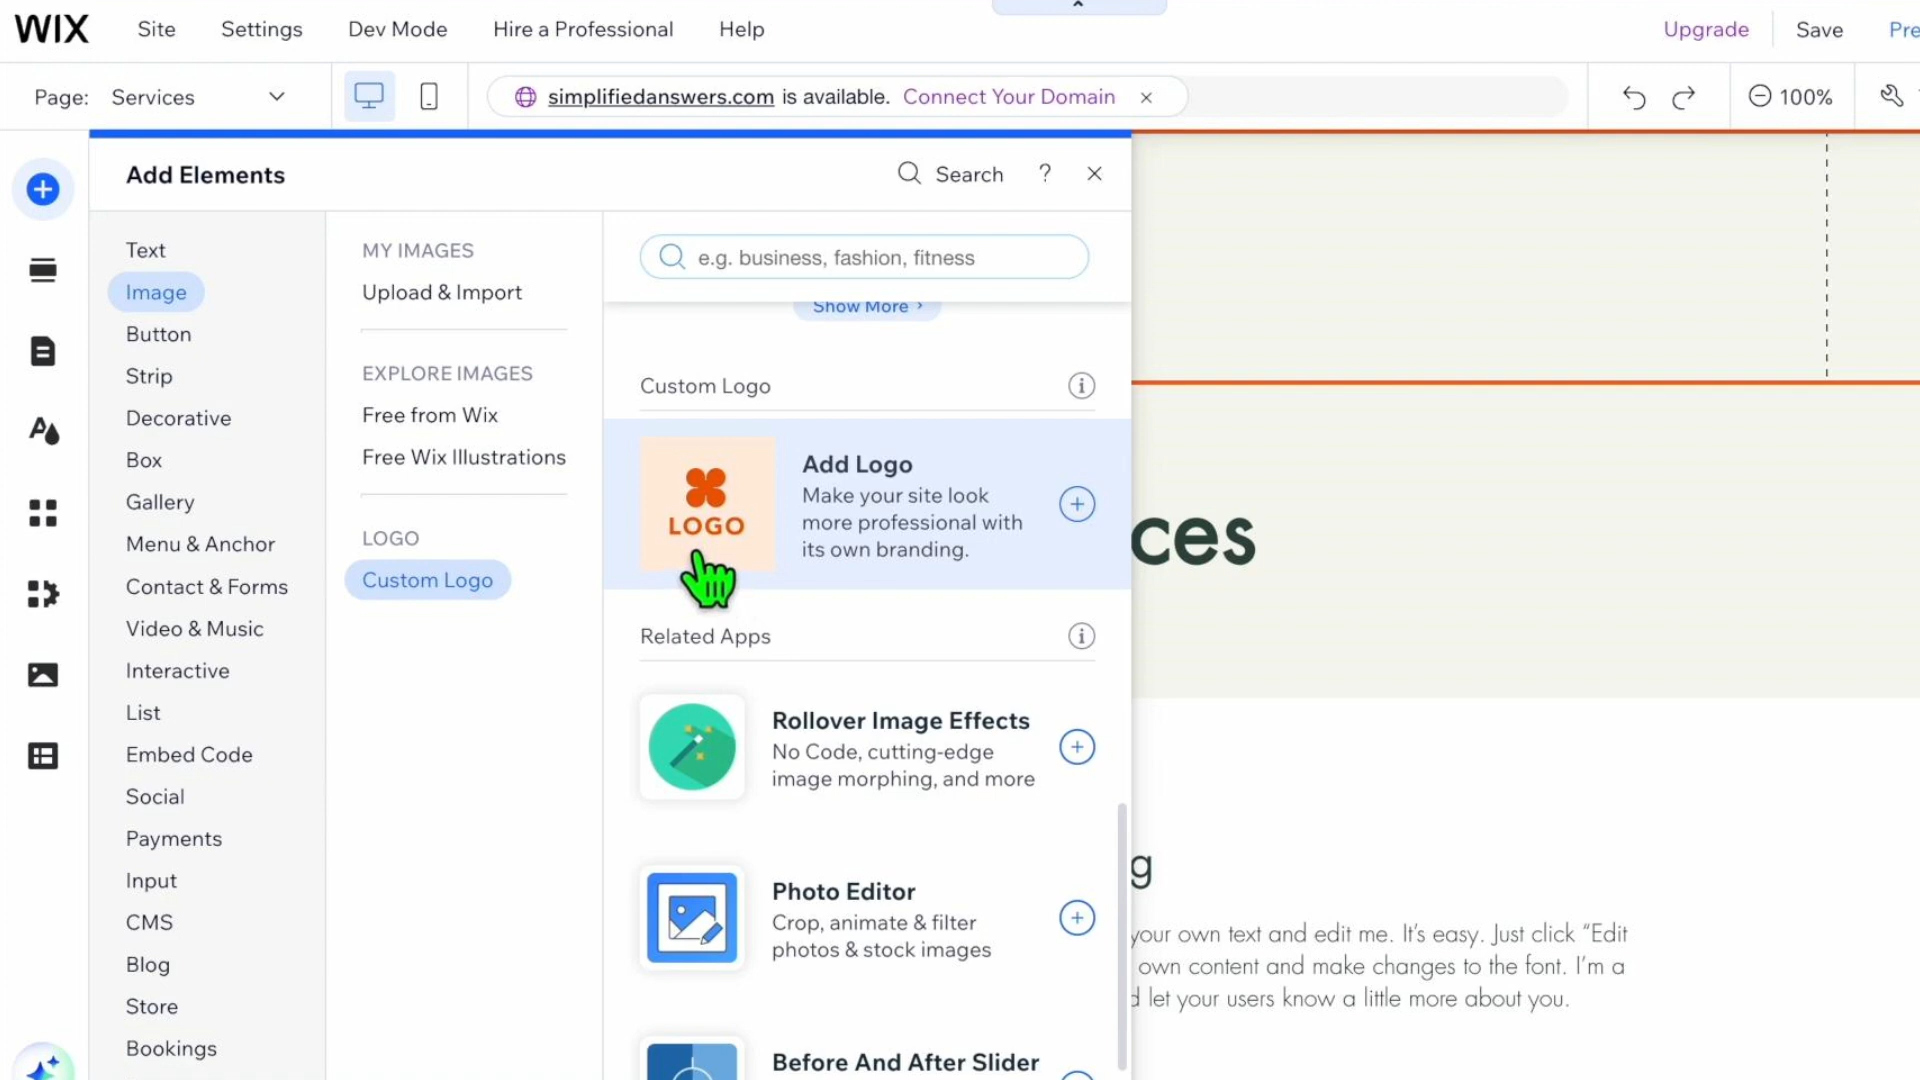 WIX
Site
Settings
Dev Mode
Hire a Professional
Help
Upgrade
Save
Pre
Page: Services
simplifiedanswers.com is available. Connect Your Domain
100%
Add Elements
Search
?
Text
Image
Button
Strip
Decorative
Box
Gallery
Menu & Anchor
Contact & Forms
Video & Music
Interactive
List
Embed Code
Social
Payments
Input
CMS
Blog
Store
Bookings
MY IMAGES
Upload & Import
EXPLORE IMAGES
Free from Wix
Free Wix Illustrations
LOGO
Custom Logo
e.g. business, fashion, fitness
Show More ›
Custom Logo
LOGO
Add Logo
Make your site look
more professional with
its own branding.
Related Apps
Rollover Image Effects
No Code, cutting-edge
image morphing, and more
Photo Editor
Crop, animate & filter
photos & stock images
Before And After Slider
ces
g
your own text and edit me. It's easy. Just click “Edit
own content and make changes to the font. I'm a
d let your users know a little more about you.